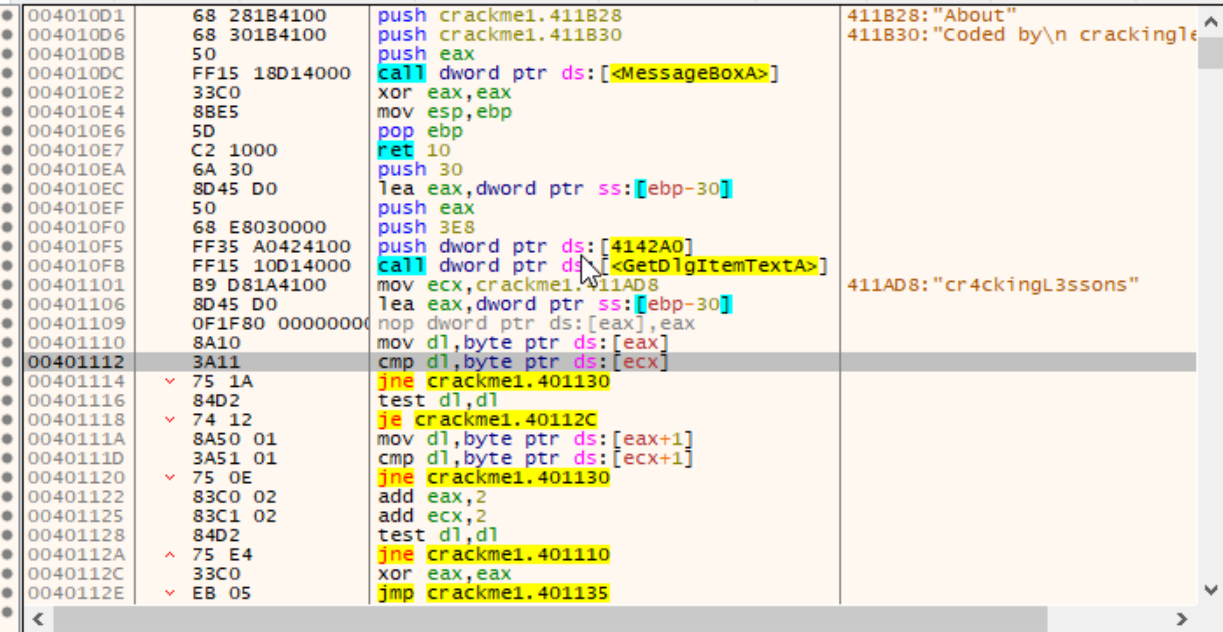 004010D1 68 281B4100 push crackme1.411B28 411B28:"About"
004010D6 68 301B4100 push crackme1.411B30 411B30:"Coded by\n crackingle
004010DB 50 push eax
004010DC FF15 18D14000 call dword ptr ds:[<MessageBoxA>]
004010E2 33C0 xor eax,eax
004010E4 8BE5 mov esp,ebp
004010E6 5D pop ebp
004010E7 C2 1000 ret 10
004010EA 6A 30 push 30
004010EC 8D45 D0 lea eax,dword ptr ss:[ebp-30]
004010EF 50 push eax
004010F0 68 E8030000 push 3E8
004010F5 FF35 A0424100 push dword ptr ds:[4142A0]
004010FB FF15 10D14000 call dword ptr ds:[<GetDlgItemTextA>]
00401101 B9 D81A4100 mov ecx,crackme1.411AD8 411AD8:"cr4ckingL3ssons"
00401106 8D45 D0 lea eax,dword ptr ss:[ebp-30]
00401109 0F1F80 00000000 nop dword ptr ds:[eax],eax
00401110 8A10 mov dl,byte ptr ds:[eax]
00401112 3A11 cmp dl,byte ptr ds:[ecx]
00401114 75 1A jne crackme1.401130
00401116 84D2 test dl,dl
00401118 74 12 je crackme1.40112C
0040111A 8A50 01 mov dl,byte ptr ds:[eax+1]
0040111D 3A51 01 cmp dl,byte ptr ds:[ecx+1]
00401120 75 0E jne crackme1.401130
00401122 83C0 02 add eax,2
00401125 83C1 02 add ecx,2
00401128 84D2 test dl,dl
0040112A 75 E4 jne crackme1.401110
0040112C 33C0 xor eax,eax
0040112E EB 05 jmp crackme1.401135